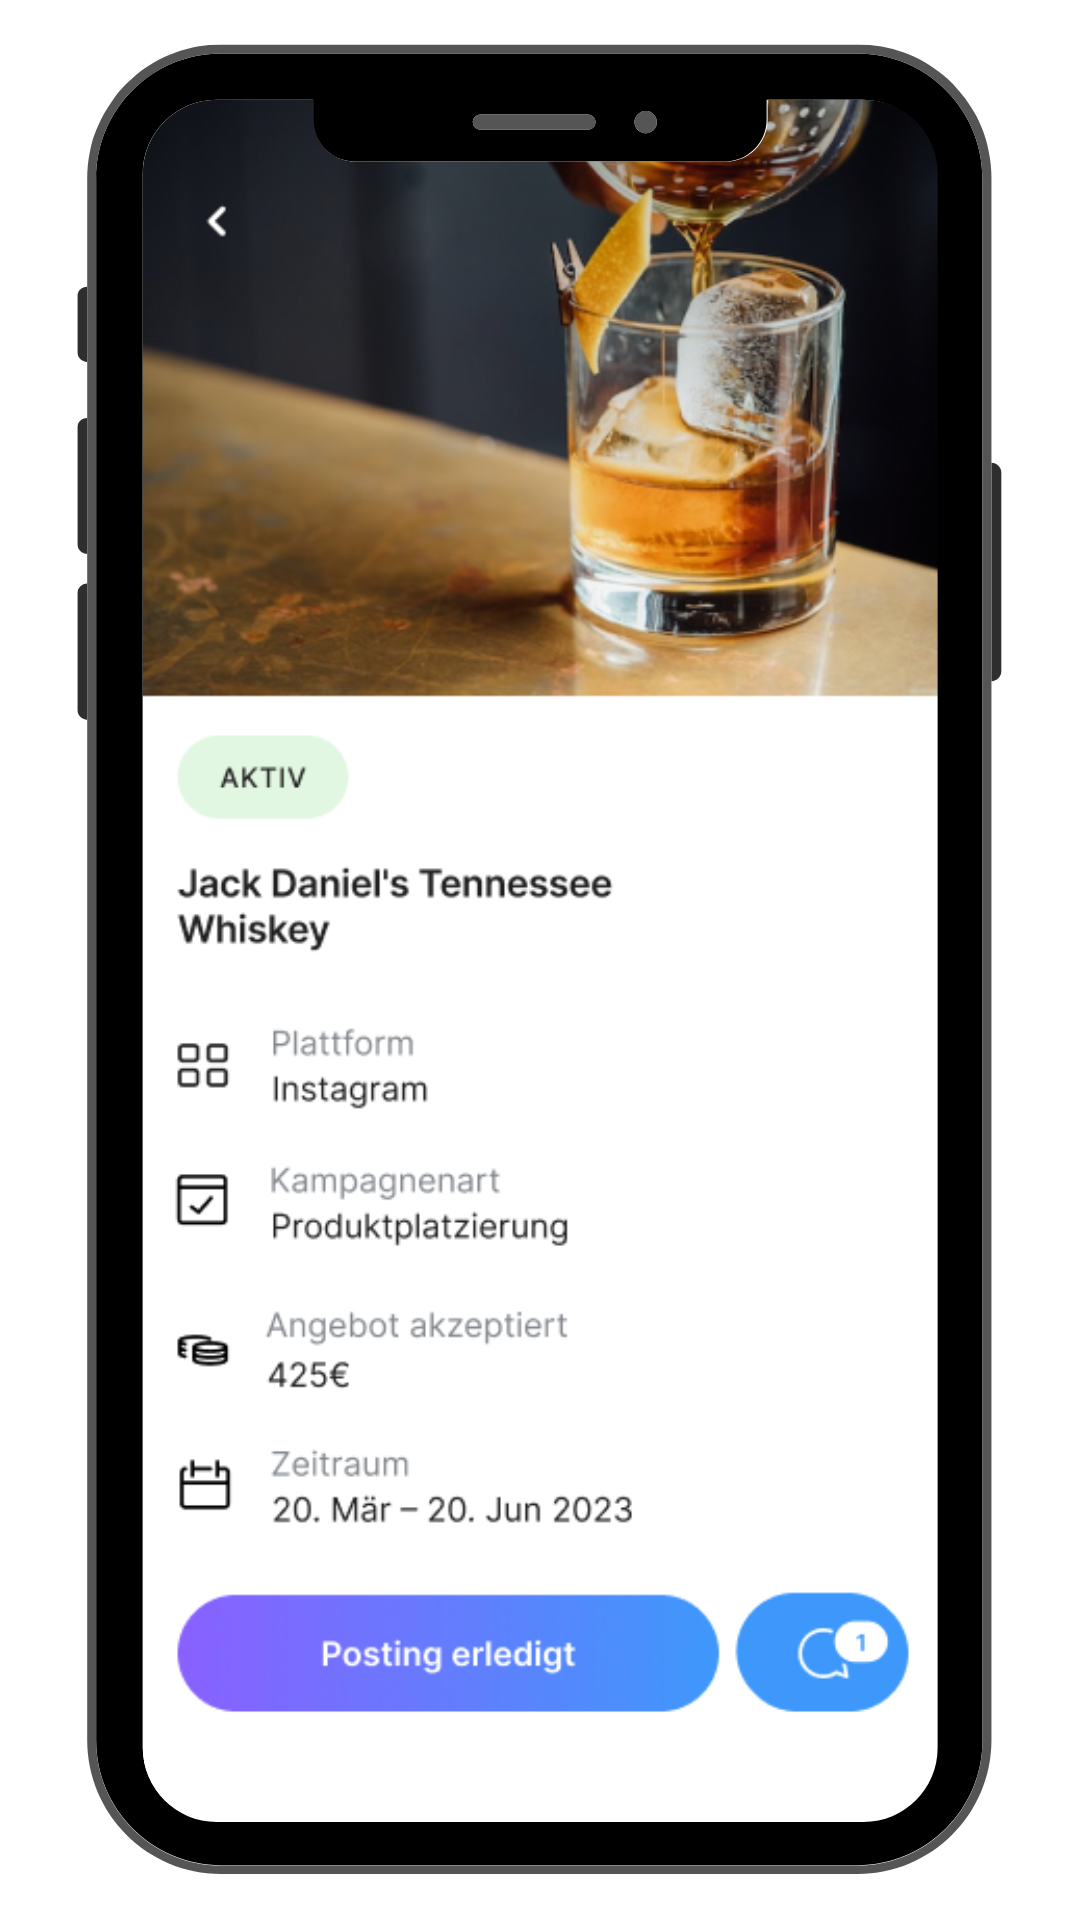 AKTIV
Jack Daniel's Tennessee
Whiskey
Plattform
Instagram
Kampagnenart
Produktplatzierung
Angebot akzeptiert
425€
Zeitraum
20. Mär – 20. Jun 2023
Posting erledigt
1